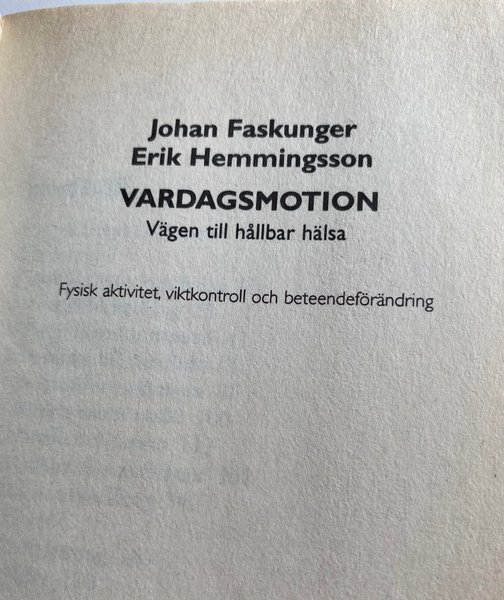 Johan Faskunger
Erik Hemmingsson
VARDAGSMOTION
Vägen till hållbar hälsa
Fysisk aktivitet, viktkontroll och beteendeförändring